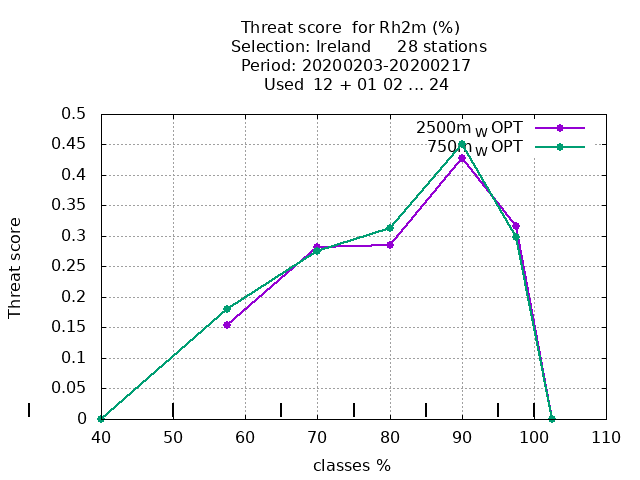 Threat score  for Rh2m (%)
Selection: Ireland     28 stations
Period: 20200203-20200217
Used  12 + 01 02 ... 24
2500m W OPT
750m W OPT
0.5
0.45
0.4
0.35
0.3
0.25
0.2
0.15
0.1
0.05
0
Threat score
40 50 60 70 80 90 100 110
classes %